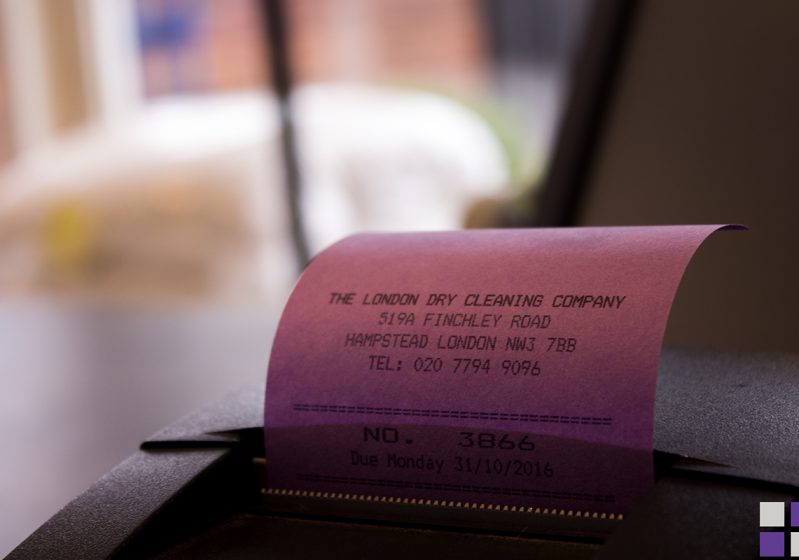 THE LONDON DRY CLEANING COMPANY
519A FINCHLEY ROAD
HAMPSTEAD LONDON NW3 7BB
TEL: 020 7794 9096
NO. 3866
Due Monday 31/10/2016